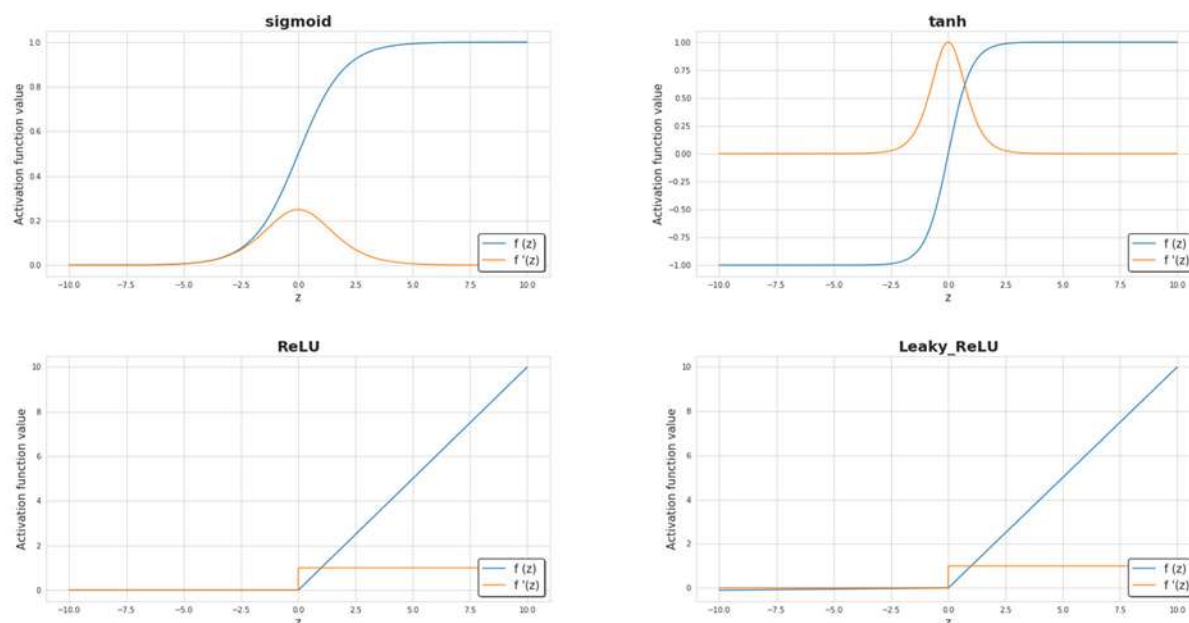 sigmoid
Activation function value
1.0
0.8
0.6
0.4
0.2
0.0
−10.0 −7.5 −5.0 −2.5 0.0 2.5 5.0 7.5 10.0
z
f (z)
f '(z)
tanh
Activation function value
1.00
0.75
0.50
0.25
0.00
−0.25
−0.50
−0.75
−1.00
−10.0 −7.5 −5.0 −2.5 0.0 2.5 5.0 7.5 10.0
z
f (z)
f '(z)
ReLU
Activation function value
10
8
6
4
2
0
−10.0 −7.5 −5.0 −2.5 0.0 2.5 5.0 7.5 10.0
z
f (z)
f '(z)
Leaky_ReLU
Activation function value
10
8
6
4
2
0
−10.0 −7.5 −5.0 −2.5 0.0 2.5 5.0 7.5 10.0
z
f (z)
f '(z)